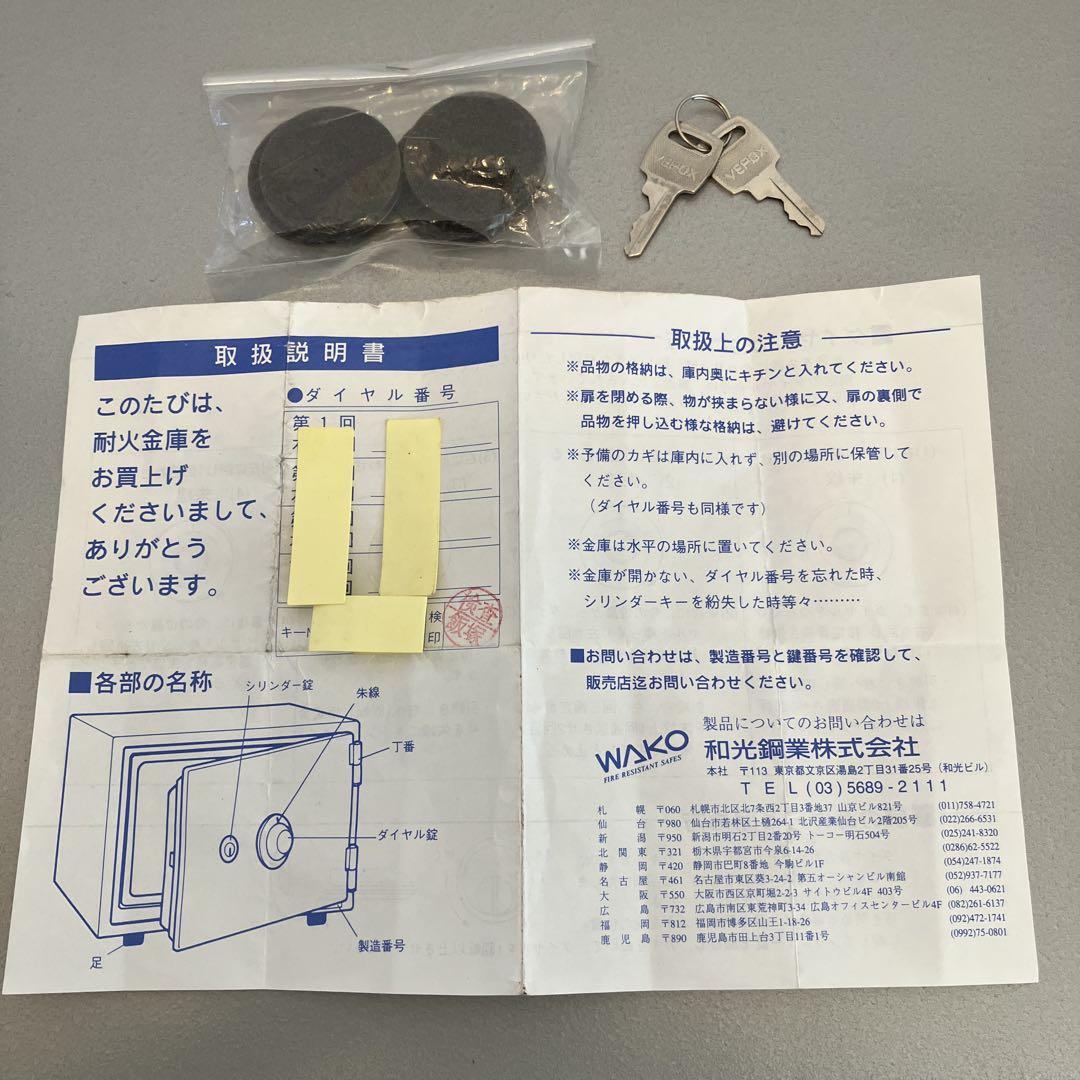 VEROX
VEROX
取扱説明書
このたびは、
耐火金庫を
お買上げ
くださいまして、
ありがとう
ございます。
●ダイヤル番号
第1回
回
回
キーN
検
印
検査
飯塚
■各部の名称
シリンダー錠
朱線
丁番
ダイヤル錠
製造番号
足
取扱上の注意
※品物の格納は、庫内奥にキチンと入れてください。
※扉を閉める際、物が挟まらない様に又、扉の裏側で
品物を押し込む様な格納は、避けてください。
※予備のカギは庫内に入れず、別の場所に保管して
ください。
(ダイヤル番号も同様です)
※金庫は水平の場所に置いてください。
※金庫が開かない、ダイヤル番号を忘れた時、
シリンダーキーを紛失した時等々………
■お問い合わせは、製造番号と鍵番号を確認して、
販売店迄お問い合わせください。
製品についてのお問い合わせは
WAKO
FIRE RESISTANT SAFES
和光鋼業株式会社
本社 〒113 東京都文京区湯島2丁目31番25号(和光ビル)
TEL(03)5689-2111
札幌 〒060 札幌市北区北7条西2丁目3番地37 山京ビル821号 (011)758-4721
仙台 〒980 仙台市若林区土樋264-1 北沢産業仙台ビル2階205号 (022)266-6531
新潟 〒950 新潟市明石2丁目2番20号 トーコー明石504号 (025)241-8320
北関東 〒321 栃木県宇都宮市今泉6-14-26 (0286)62-5522
静岡 〒420 静岡市巴町8番地 今駒ビル1F (054)247-1874
名古屋 〒461 名古屋市東区葵3-24-2 第五オーシャンビル南館 (052)937-7177
大阪 〒550 大阪市西区京町堀2-2-3 サイトウビル4F 403号 (06) 443-0621
広島 〒732 広島市南区東荒神町3-34 広島オフィスセンタービル4F (082)261-6137
福岡 〒812 福岡市博多区山王1-18-26 (092)472-1741
鹿児島 〒890 鹿児島市田上台3丁目11番1号 (0992)75-0801